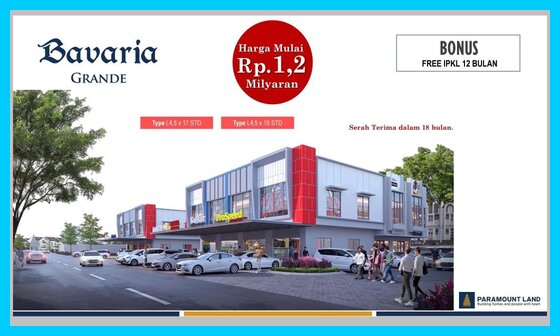 Bavaria
GRANDE
Harga Mulai
Rp.1,2
Milyaran
BONUS
FREE IPKL 12 BULAN
Type L4,5 x 17 STD
Type L4,5 x 10 STD
Serah Terima dalam 18 bulan.
ProSpeed
PARAMOUNT LAND
Building homes and people with heart